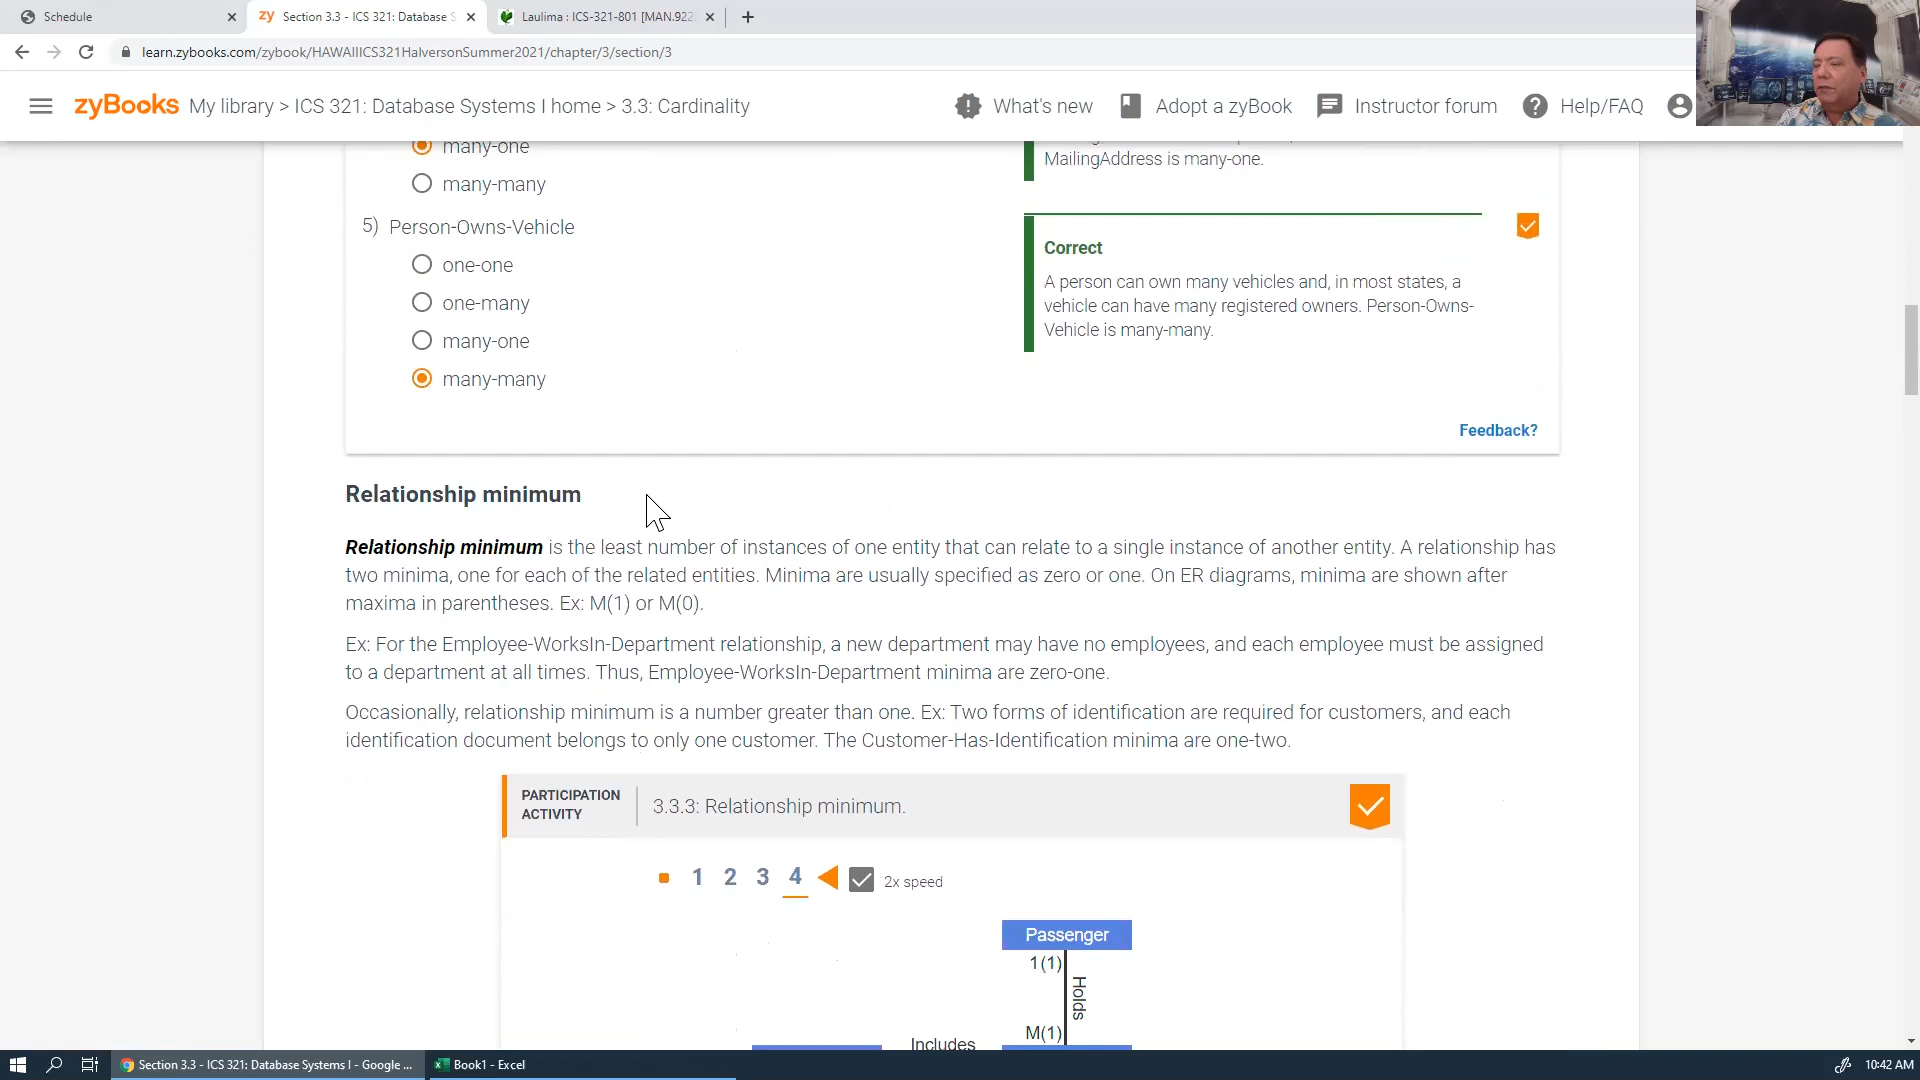 Schedule
Section 3.3 - ICS 321: Database S
Laulima : ICS-321-801 [MAN.922
learn.zybooks.com/zybook/HAWAIIICS321HalversonSummer2021/chapter/3/section/3
zyBooks My library > ICS 321: Database Systems I home > 3.3: Cardinality
What's new
Adopt a zyBook
Instructor forum
Help/FAQ
many-one
MailingAddress is many-one.
many-many
5) Person-Owns-Vehicle
one-one
one-many
many-one
many-many
Correct
A person can own many vehicles and, in most states, a
vehicle can have many registered owners. Person-Owns-
Vehicle is many-many.
Feedback?
Relationship minimum
Relationship minimum is the least number of instances of one entity that can relate to a single instance of another entity. A relationship has
two minima, one for each of the related entities. Minima are usually specified as zero or one. On ER diagrams, minima are shown after
maxima in parentheses. Ex: M(1) or M(0).
Ex: For the Employee-WorksIn-Department relationship, a new department may have no employees, and each employee must be assigned
to a department at all times. Thus, Employee-WorksIn-Department minima are zero-one.
Occasionally, relationship minimum is a number greater than one. Ex: Two forms of identification are required for customers, and each
identification document belongs to only one customer. The Customer-Has-Identification minima are one-two.
PARTICIPATION
ACTIVITY
3.3.3: Relationship minimum.
1 2 3 4
2x speed
Passenger
1(1)
Holds
M(1)
Includes
Section 3.3 - ICS 321: Database Systems I - Google ...
Book1 - Excel
10:42 AM